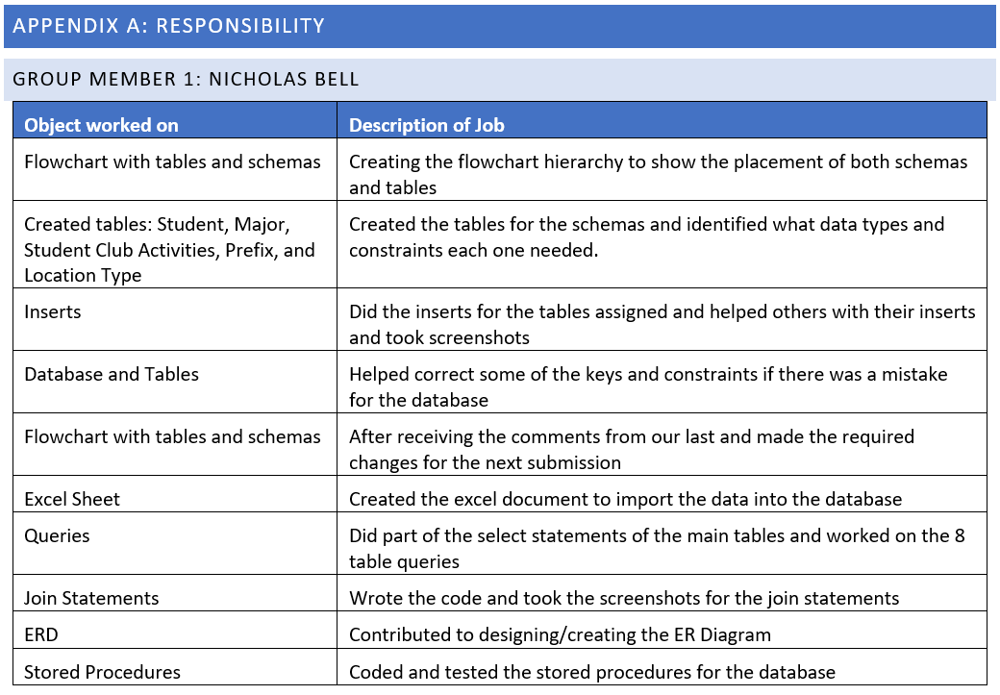 APPENDIX A: RESPONSIBILITY
GROUP MEMBER 1: NICHOLAS BELL
Object worked on
Description of Job
Flowchart with tables and schemas
Creating the flowchart hierarchy to show the placement of both schemas
and tables
Created tables: Student, Major,
Student Club Activities, Prefix, and
Location Type
Created the tables for the schemas and identified what data types and
constraints each one needed.
Inserts
Did the inserts for the tables assigned and helped others with their inserts
and took screenshots
Database and Tables
Helped correct some of the keys and constraints if there was a mistake
for the database
Flowchart with tables and schemas
After receiving the comments from our last and made the required
changes for the next submission
Excel Sheet
Created the excel document to import the data into the database
Queries
Did part of the select statements of the main tables and worked on the 8
table queries
Join Statements
Wrote the code and took the screenshots for the join statements
ERD
Contributed to designing/creating the ER Diagram
Stored Procedures
Coded and tested the stored procedures for the database